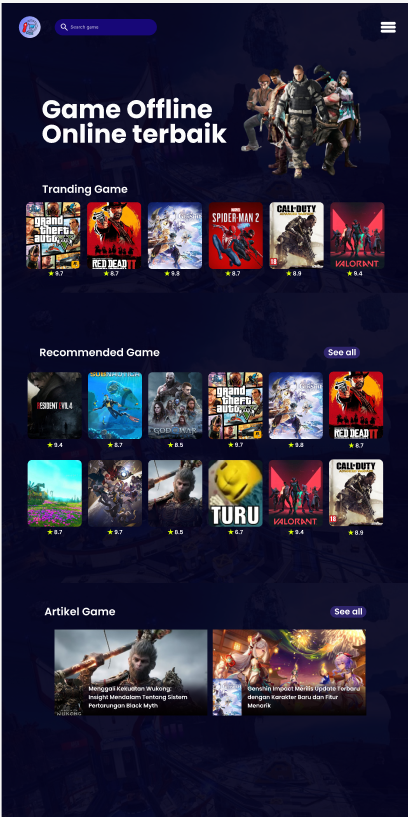 Search game
Game Offline
Online terbaik
Tranding Game
grand
theft
auto V
RED DEAD II
MARVEL
SPIDER-MAN 2
CALL OF DUTY
18
VALORANT
★ 9.7
★ 8.7
★ 9.8
★ 8.7
★ 8.9
★ 9.4
Recommended Game
See all
RESIDENT EVIL 4
SUBNAUTICA
GOD OF WAR
grand
theft
auto V
RED DEAD II
★ 9.4
★ 8.7
★ 8.5
★ 9.7
★ 9.8
★ 8.7
TURU
VALORANT
CALL OF DUTY
18
★ 8.7
★ 9.7
★ 8.5
★ 6.7
★ 9.4
★ 8.9
Artikel Game
See all
WUKONG
Menggali Kekuatan Wukong:
Insight Mendalam Tentang Sistem
Pertarungan Black Myth
Genshin Impact Merilis Update Terbaru
dengan Karakter Baru dan Fitur
Menarik